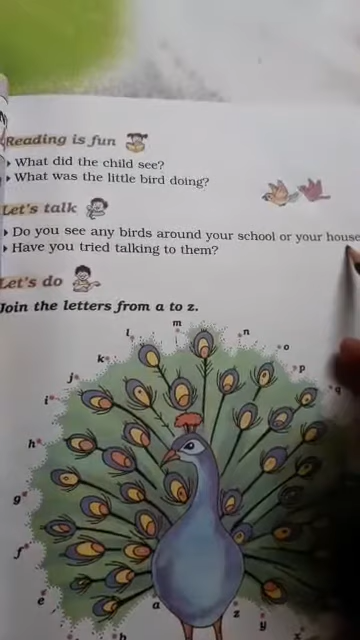 Reading is fun
What did the child see?
What was the little bird doing?
Let's talk
Do you see any birds around your school or your house
Have you tried talking to them?
Let's do
Join the letters from a to z.
l m n
k o
j p
i q
h
g
f
e
a z
b y x